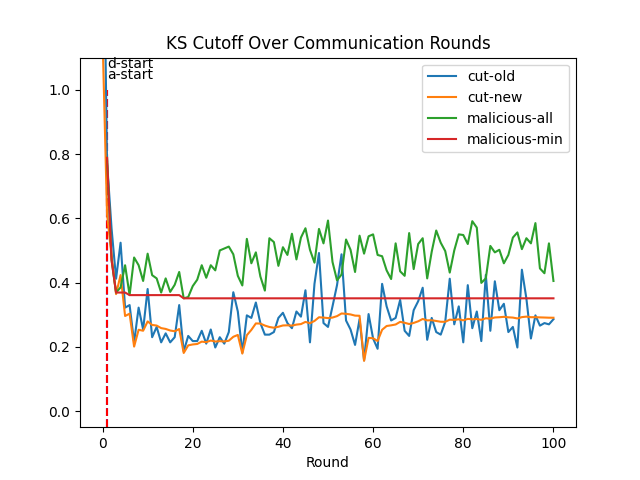 KS Cutoff Over Communication Rounds
d-start
a-start
cut-old
cut-new
malicious-all
malicious-min
1.0
0.8
0.6
0.4
0.2
0.0
0
20
40
60
80
100
Round